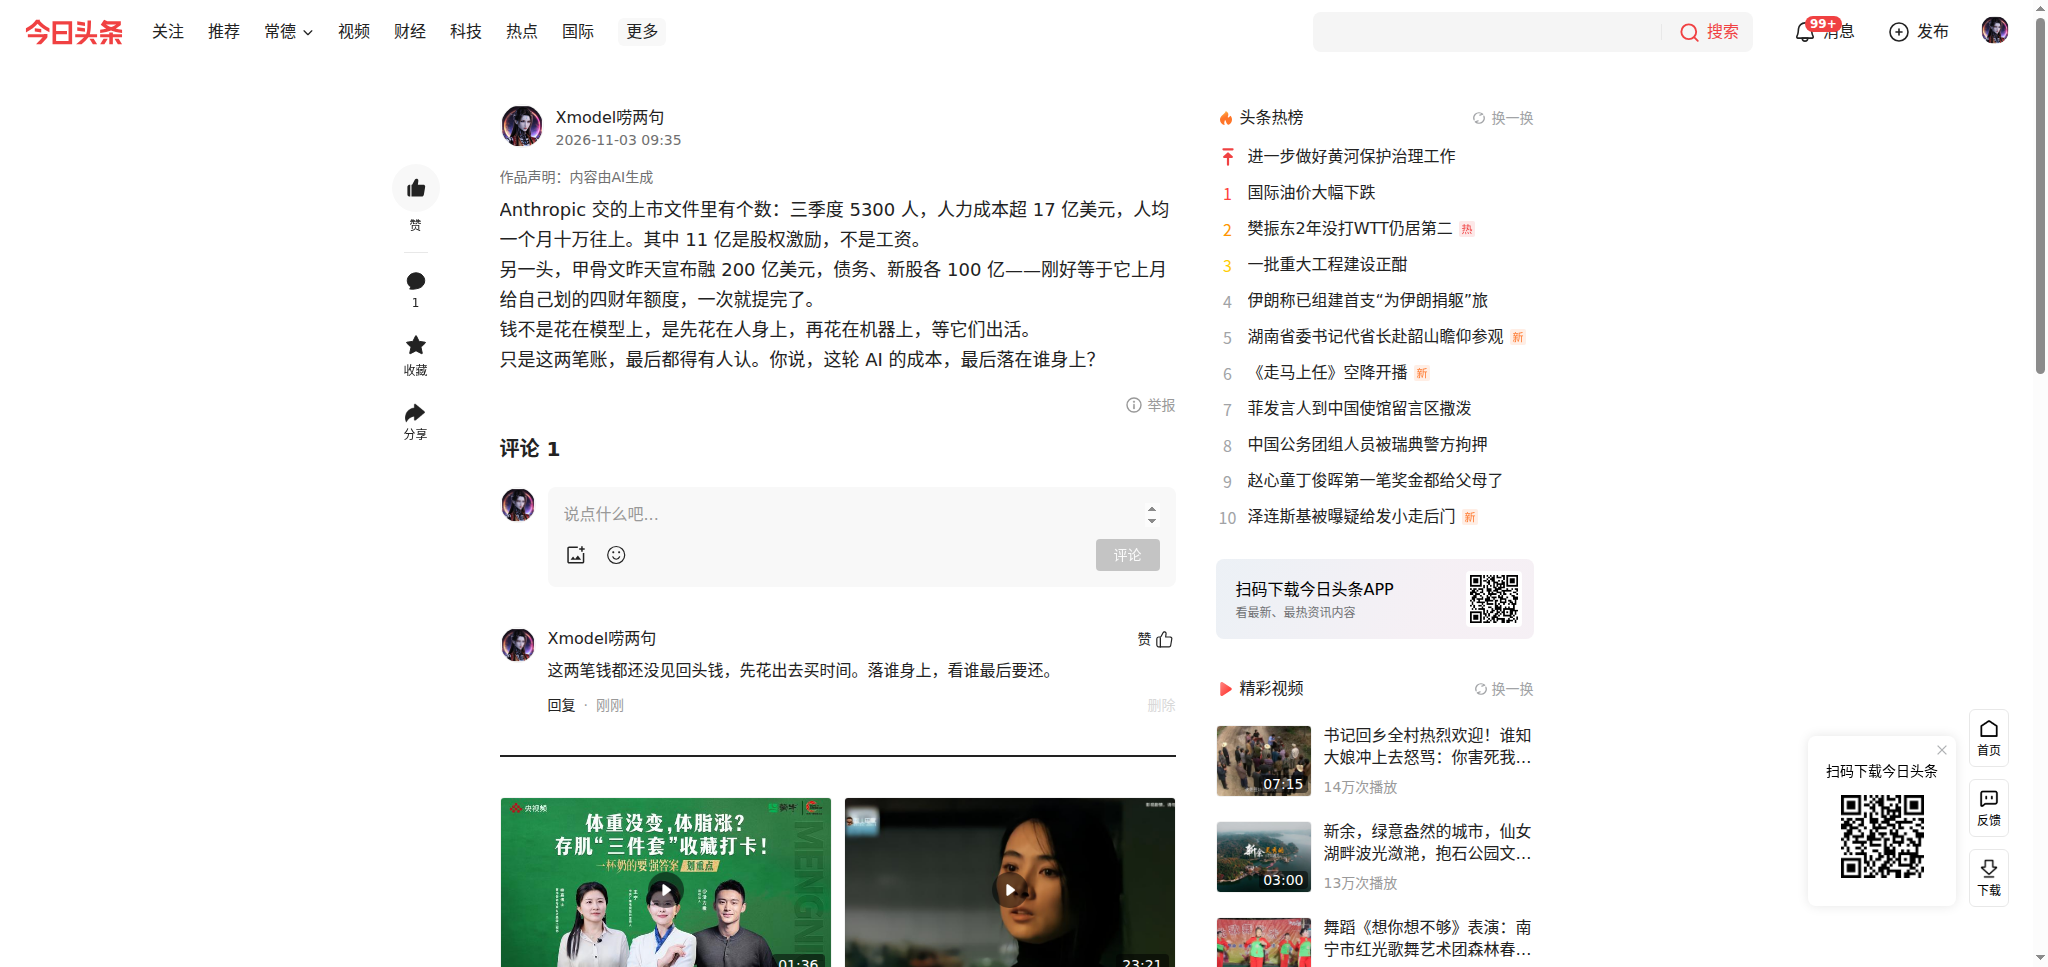 今日头条
关注
推荐
常德
视频
财经
科技
热点
国际
更多
搜索
99+
消息
发布
Xmodel唠两句
2026-11-03 09:35
作品声明：内容由AI生成
Anthropic 交的上市文件里有个数：三季度 5300 人，人力成本超 17 亿美元，人均
一个月十万往上。其中 11 亿是股权激励，不是工资。
另一头，甲骨文昨天宣布融 200 亿美元，债务、新股各 100 亿——刚好等于它上月
给自己划的四财年额度，一次就提完了。
钱不是花在模型上，是先花在人身上，再花在机器上，等它们出活。
只是这两笔账，最后都得有人认。你说，这轮 AI 的成本，最后落在谁身上？
赞
1
收藏
分享
举报
评论 1
说点什么吧...
评论
Xmodel唠两句
赞
这两笔钱都还没见回头钱，先花出去买时间。落谁身上，看谁最后要还。
回复 · 刚刚
删除
央视频
体重没变,体脂涨？
存肌“三件套”收藏打卡！
一杯奶的要强答案 划重点
MENGNI
01:36
23:21
头条热榜
换一换
进一步做好黄河保护治理工作
1 国际油价大幅下跌
2 樊振东2年没打WTT仍居第二 热
3 一批重大工程建设正酣
4 伊朗称已组建首支“为伊朗捐躯”旅
5 湖南省委书记代省长赴韶山瞻仰参观 新
6 《走马上任》空降开播 新
7 菲发言人到中国使馆留言区撒泼
8 中国公务团组人员被瑞典警方拘押
9 赵心童丁俊晖第一笔奖金都给父母了
10 泽连斯基被曝疑给发小走后门 新
扫码下载今日头条APP
看最新、最热资讯内容
精彩视频
换一换
书记回乡全村热烈欢迎！谁知
大娘冲上去怒骂：你害死我...
14万次播放
07:15
新余，绿意盎然的城市，仙女
湖畔波光潋滟，抱石公园文...
13万次播放
03:00
舞蹈《想你想不够》表演：南
宁市红光歌舞艺术团森林春...
扫码下载今日头条
首页
反馈
下载